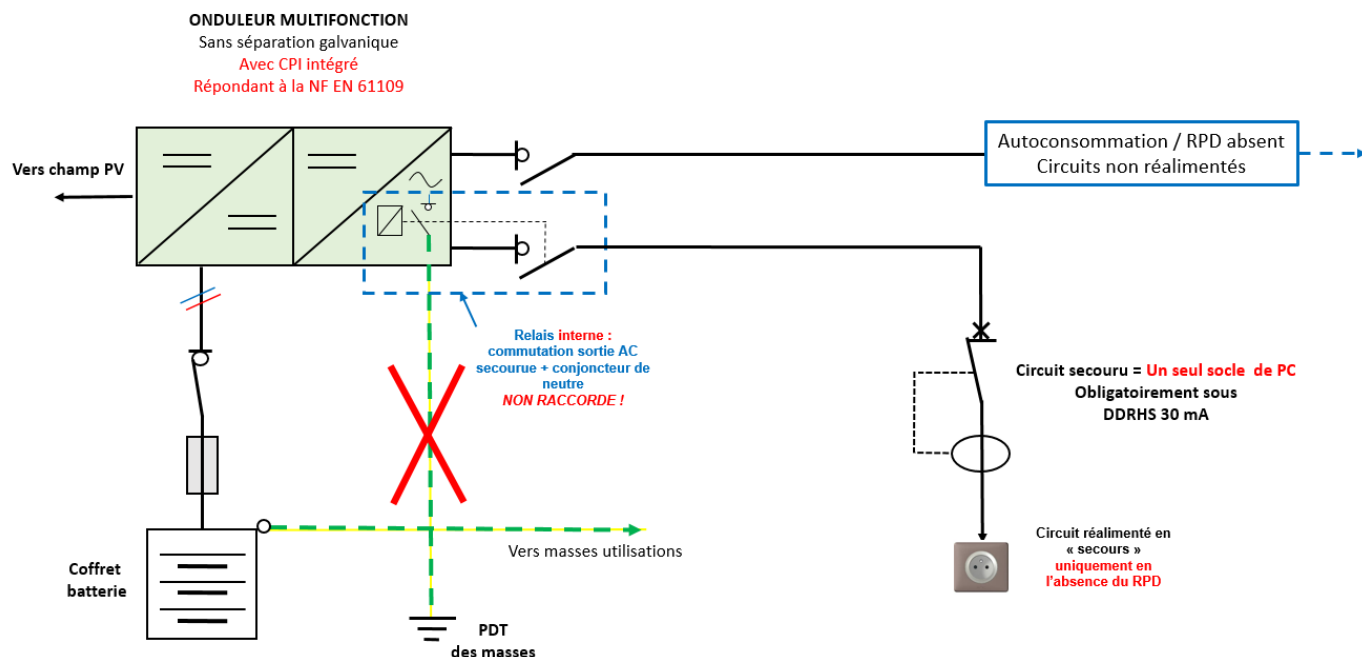 ONDULEUR MULTIFONCTION
Sans séparation galvanique
Avec CPI intégré
Répondant à la NF EN 61109
Vers champ PV
Autoconsommation / RPD absent
Circuits non réalimentés
Relais interne :
commutation sortie AC
secourue + conjoncteur de
neutre
NON RACCORDE !
Circuit secouru = Un seul socle de PC
Obligatoirement sous
DDRHS 30 mA
Circuit réalimenté en
« secours »
uniquement en
l'absence du RPD
Vers masses utilisations
Coffret
batterie
PDT
des masses